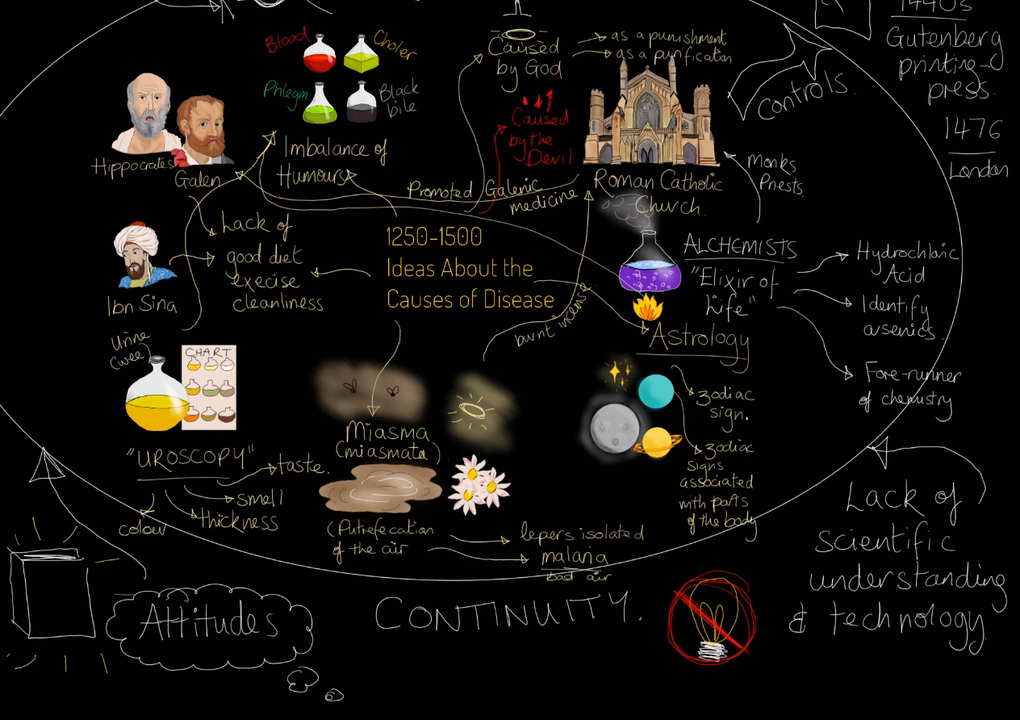 1440s
Gutenberg
printing-
press.
1476
London
Blood
Choler
Phlegm
Black
bile
Caused
by God
as a punishment
as a purification
Caused
by the
Devil
Controls.
Hippocrates
Galen
Imbalance of
Humours
Promoted Galenic
medicine
Roman Catholic
Church.
Monks
Priests.
Ibn Sina
Lack of
good diet
execise
cleanliness
1250-1500
Ideas About the
Causes of Disease
burnt incense
ALCHEMISTS
"Elixir of
Life"
Hydrochloric
Acid
Identify
arsenics.
Fore-runner
of chemistry
Astrology
zodiac
sign.
zodiac
signs
associated
with parts
of the body
Urine
CHART
"UROSCOPY"
taste.
smell
thickness
colour
Miasma
(miasmata)
(Putrefecation
of the air
lepers isolated
malaria
bad air
Attitudes
CONTINUITY.
Lack of
scientific
understanding
& technology.